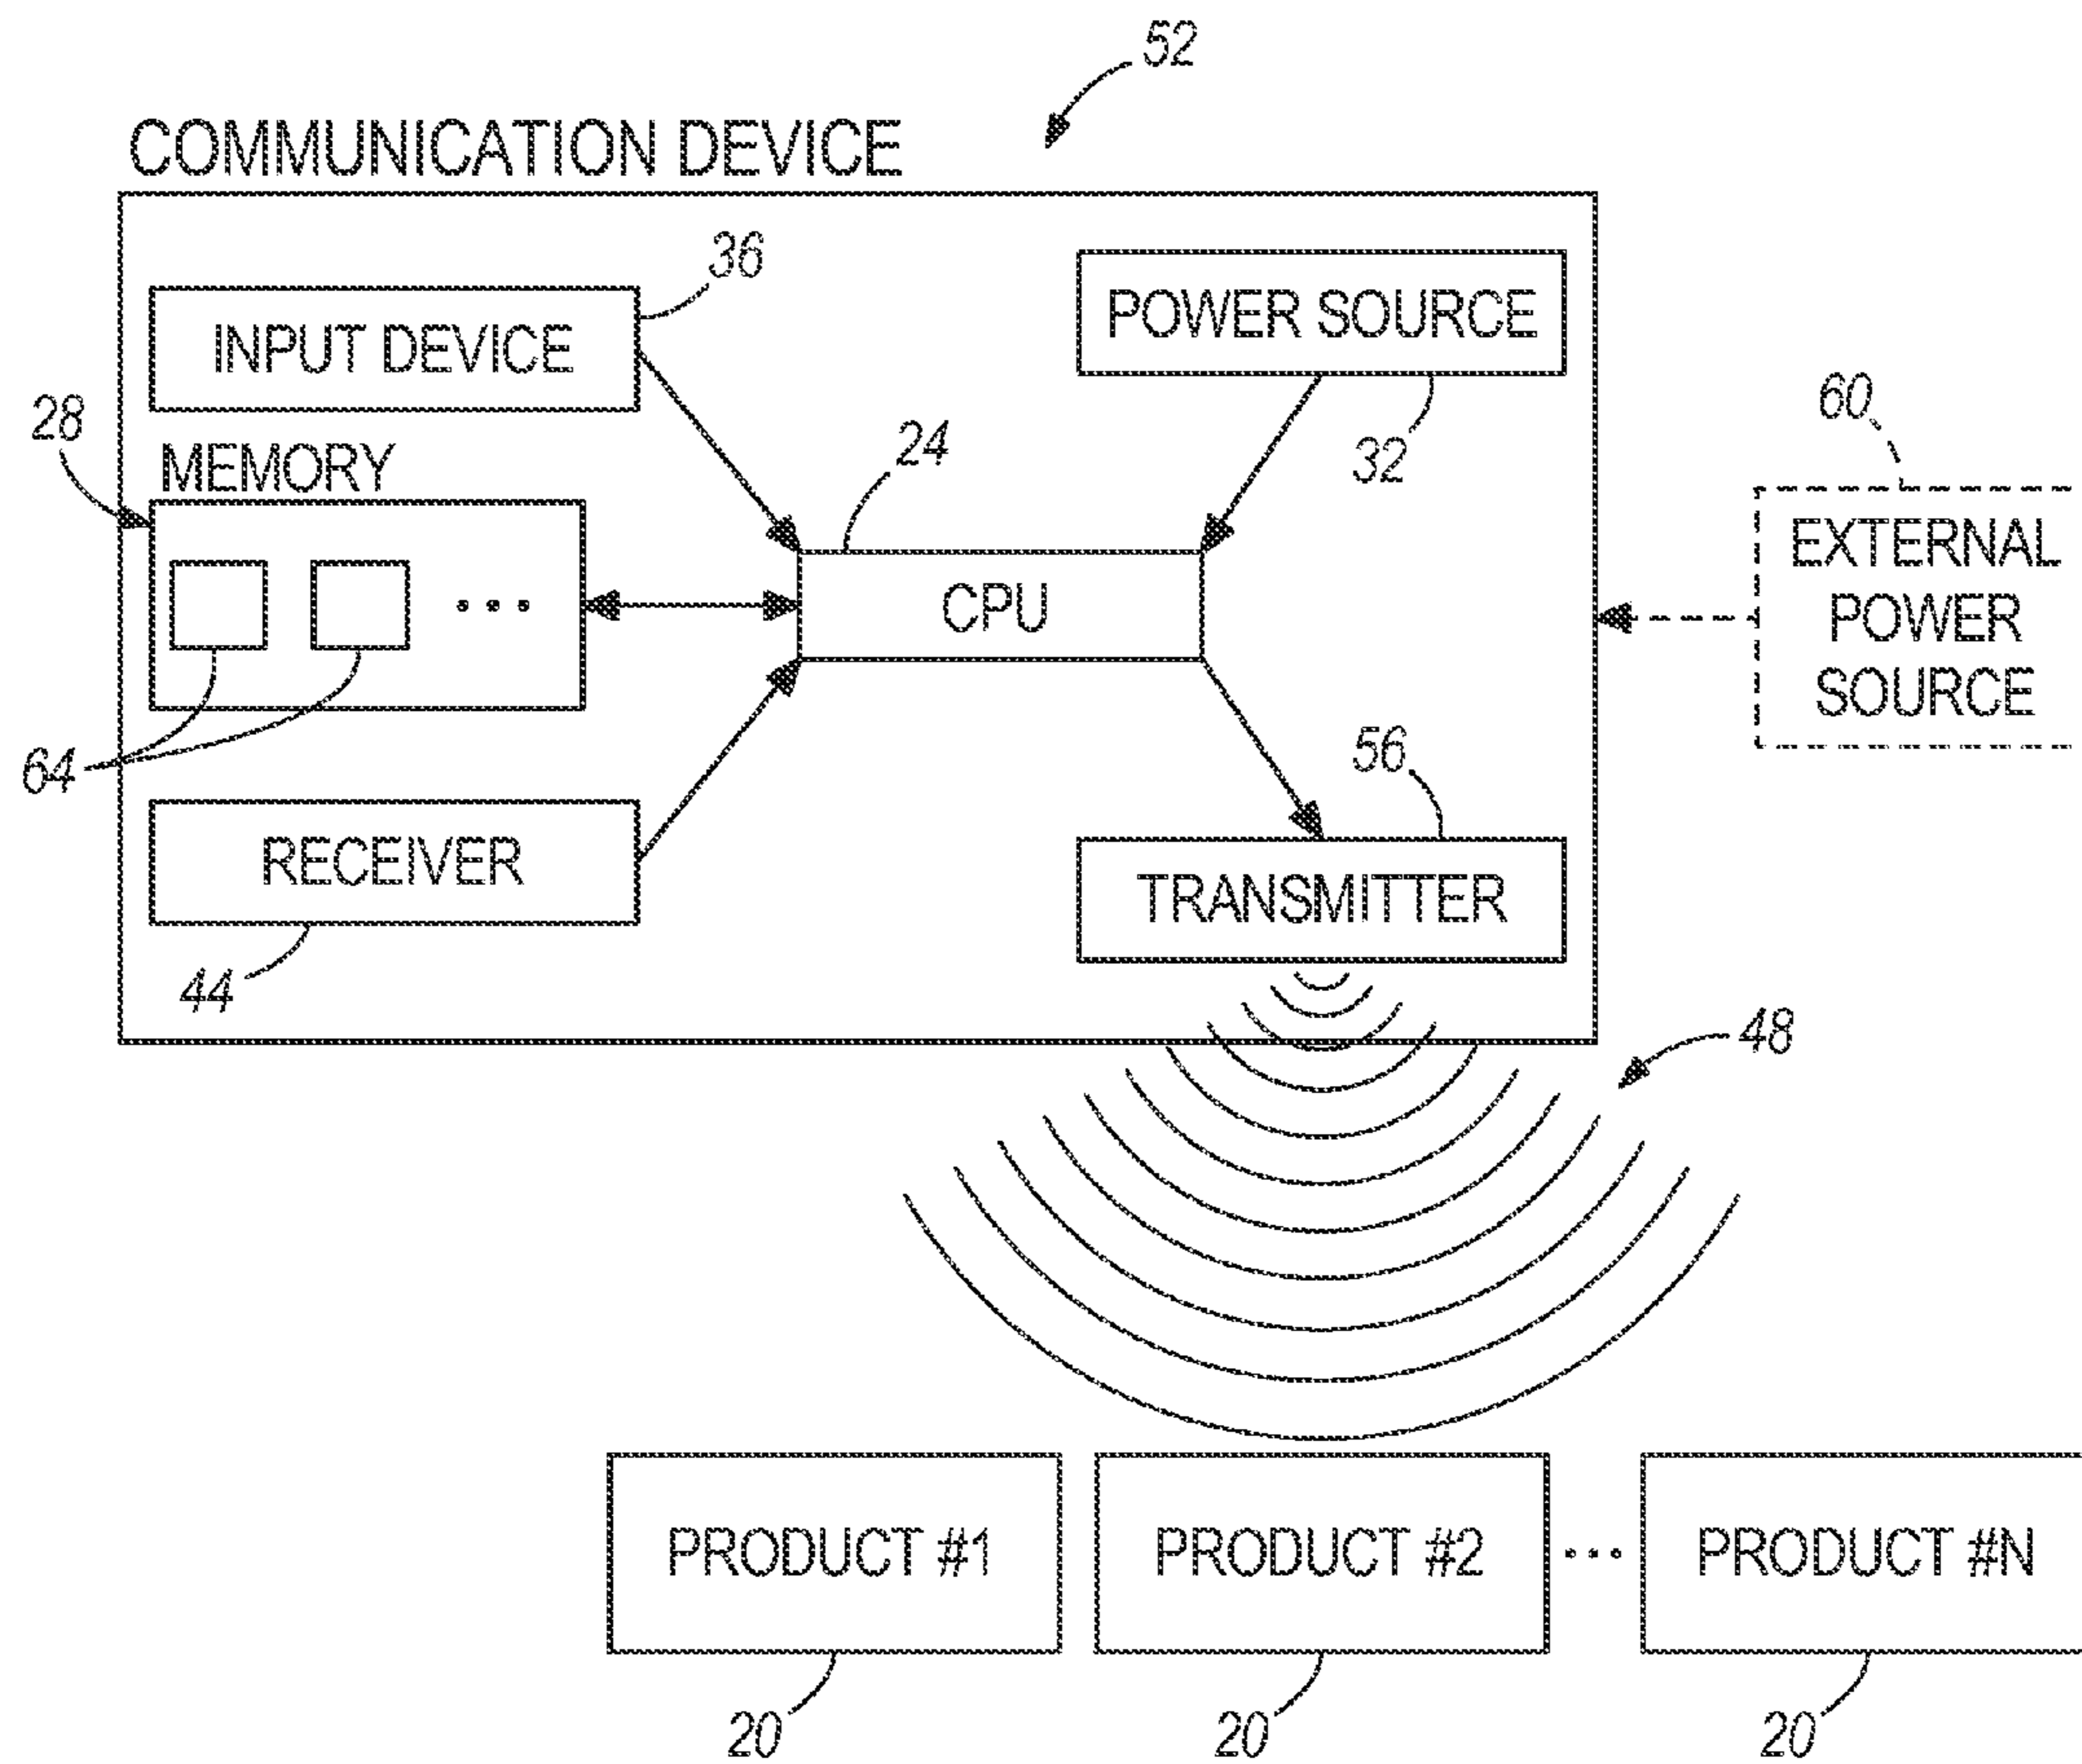 52
COMMUNICATION DEVICE
36
INPUT DEVICE
POWER SOURCE
28
MEMORY
24
32
60
EXTERNAL
POWER
SOURCE
...
CPU
64
56
RECEIVER
TRANSMITTER
44
48
PRODUCT #1
PRODUCT #2
...
PRODUCT #N
20
20
20